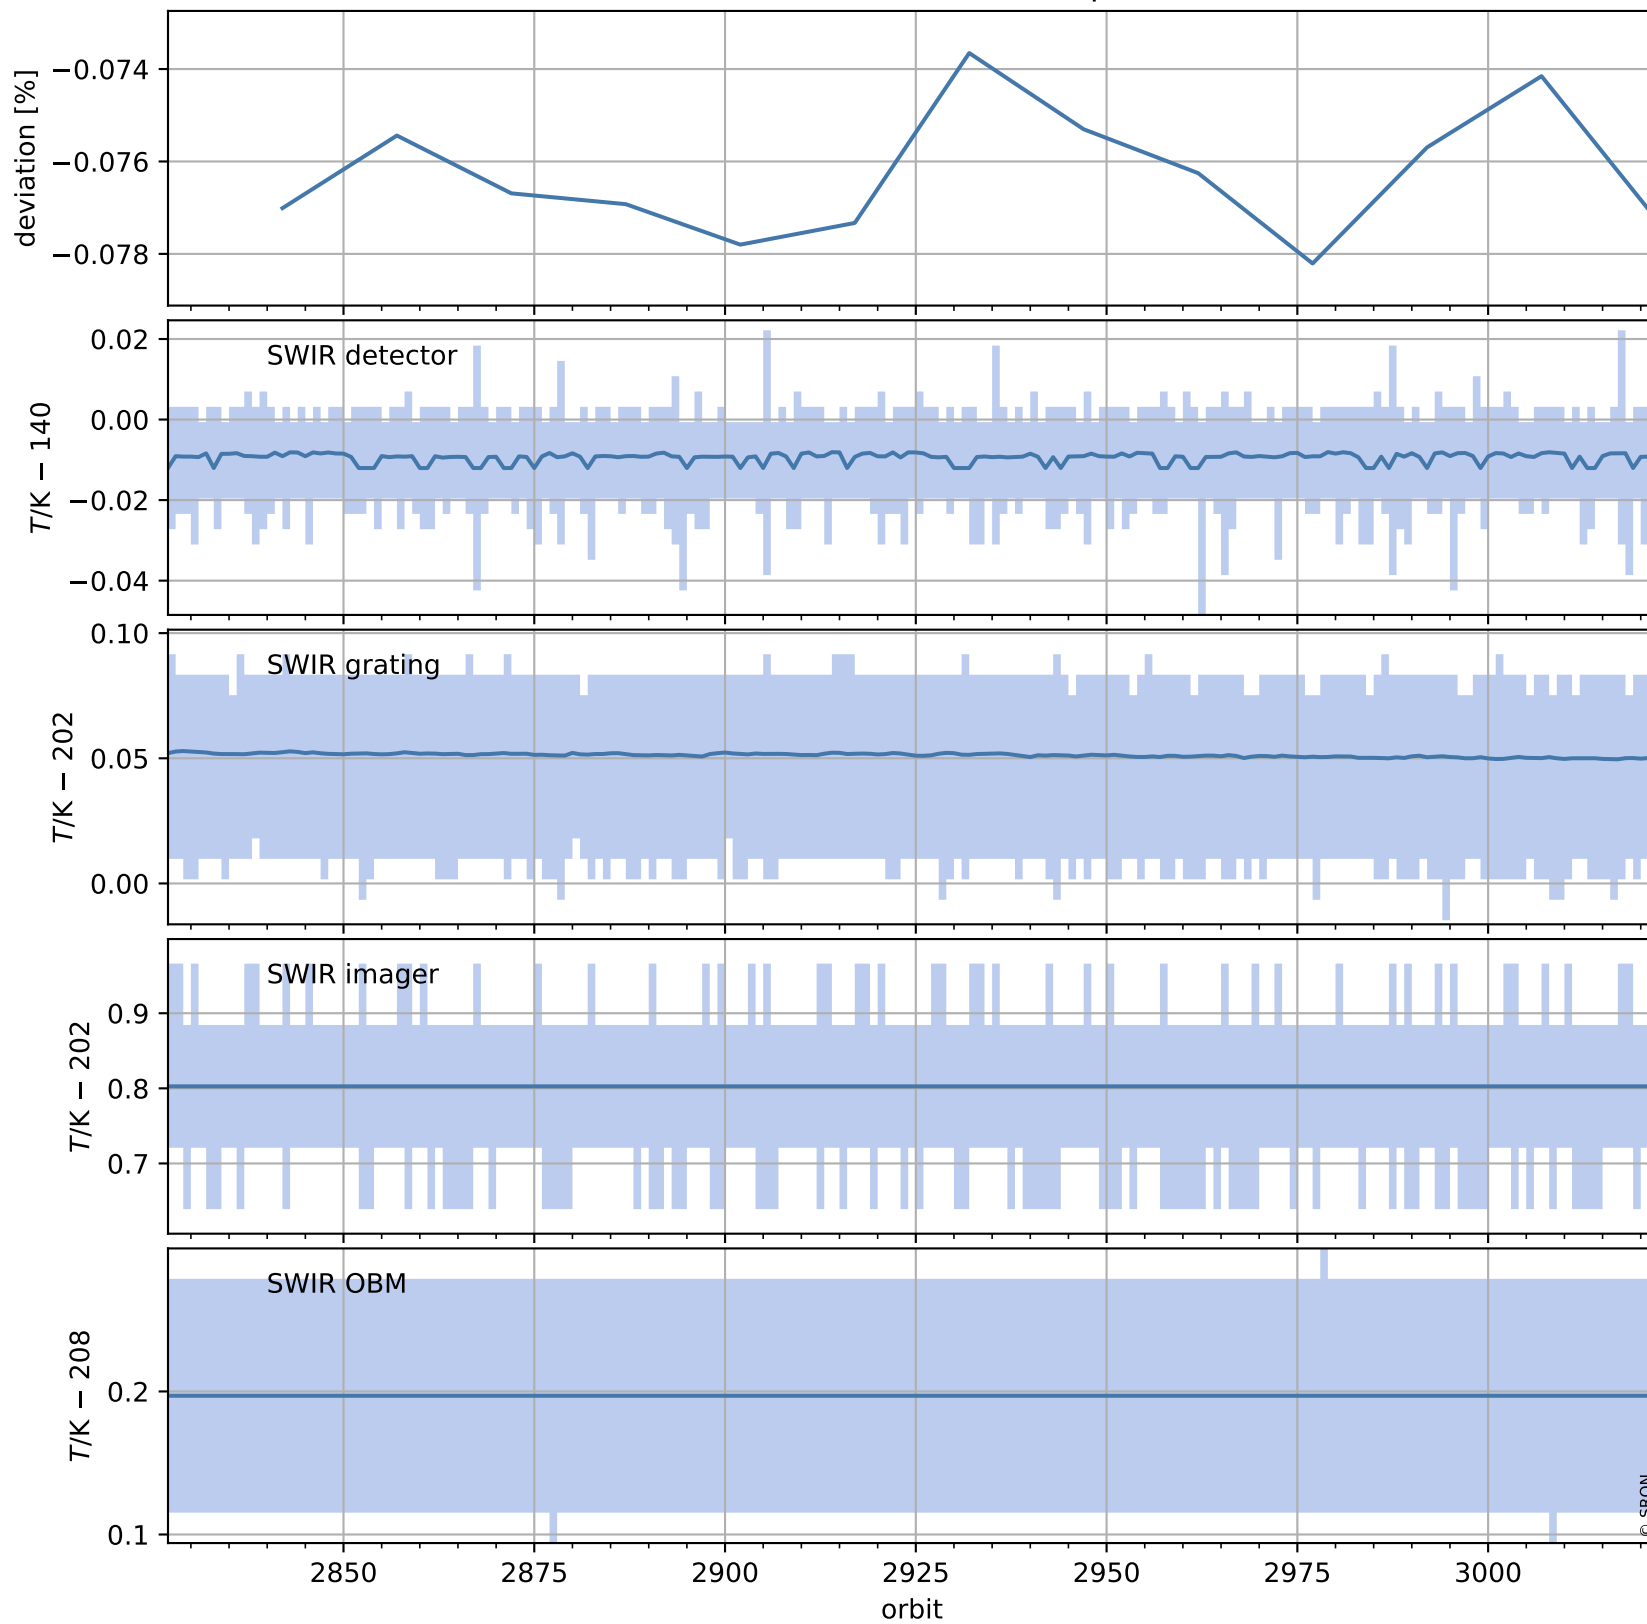 −0.074
−0.076
−0.078
deviation [%]
SWIR detector
0.02
0.00
−0.02
−0.04
T/K − 140
SWIR grating
0.10
0.05
0.00
T/K − 202
SWIR imager
0.9
0.8
0.7
T/K − 202
SWIR OBM
0.2
0.1
T/K − 208
© SRON
2850 2875 2900 2925 2950 2975 3000
orbit